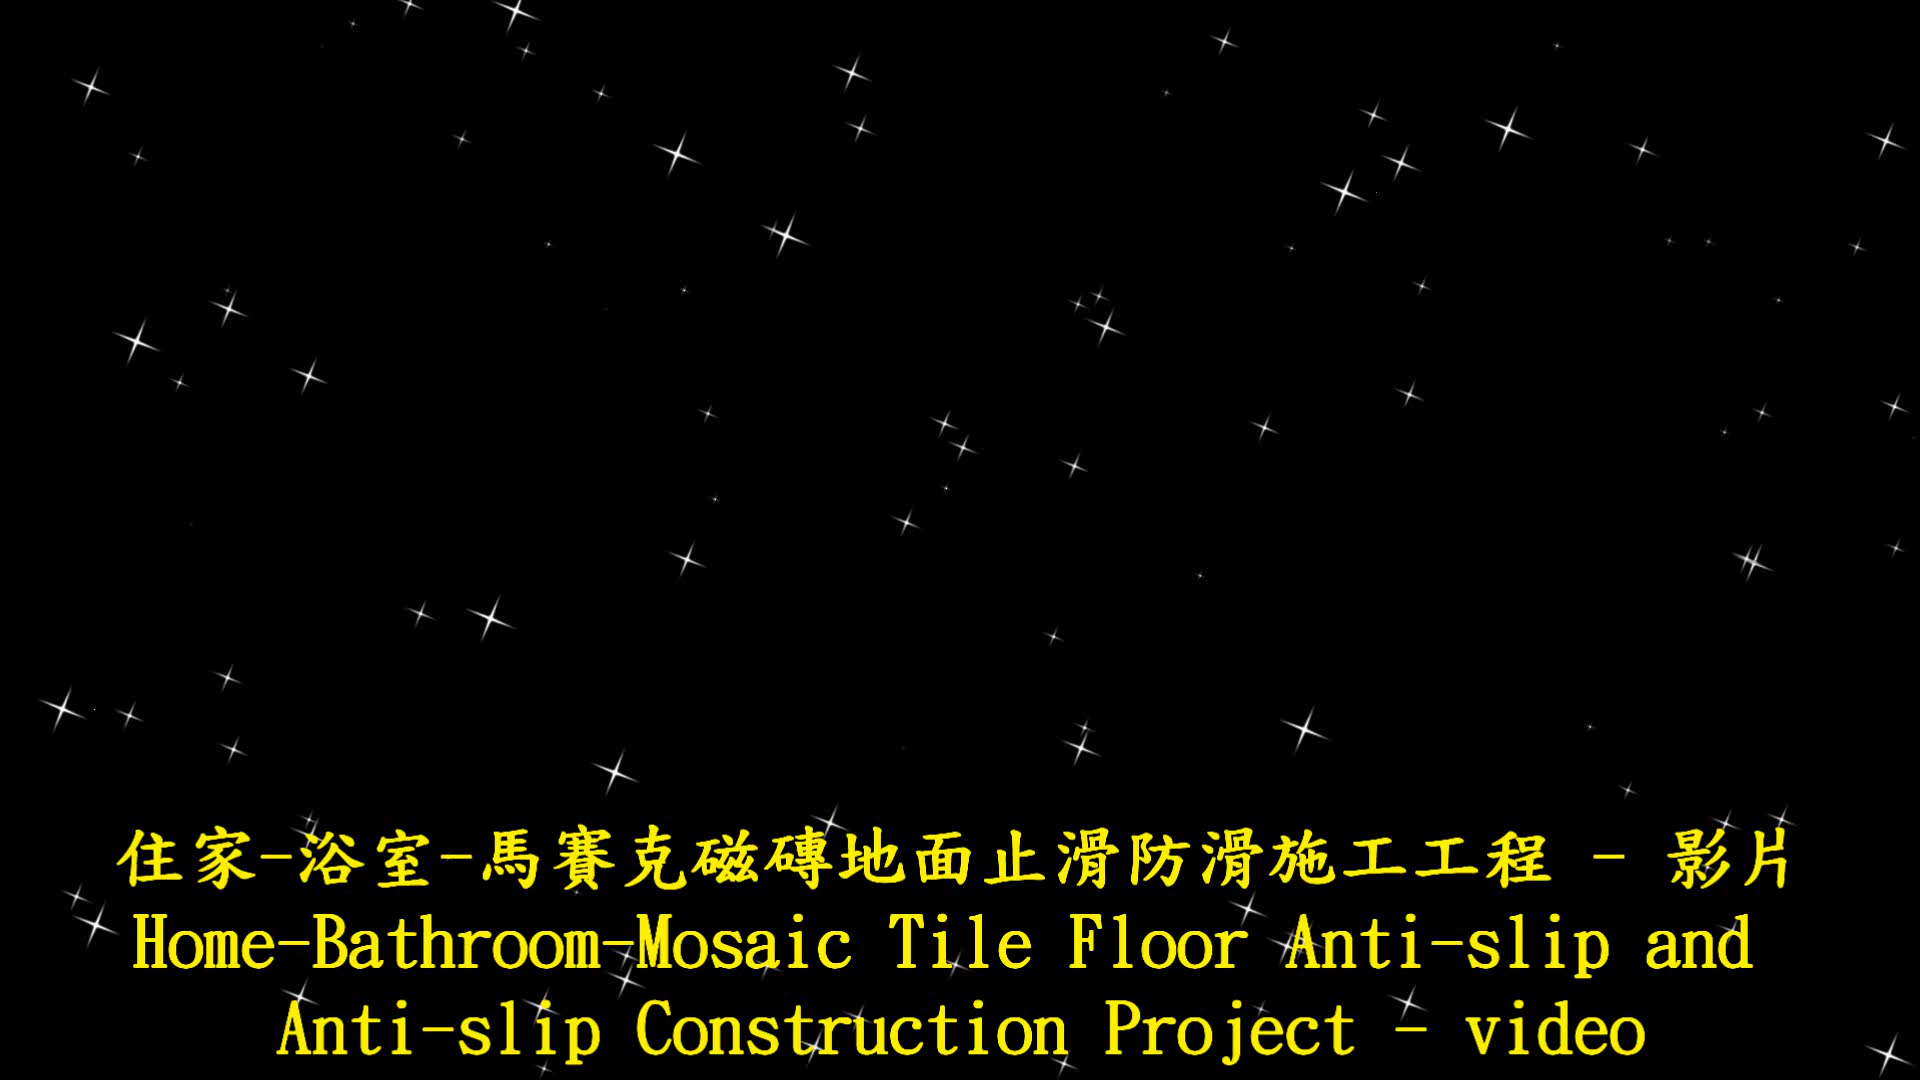 住家-浴室-馬賽克磁磚地面止滑防滑施工工程 - 影片
Home-Bathroom-Mosaic Tile Floor Anti-slip and
Anti-slip Construction Project - video